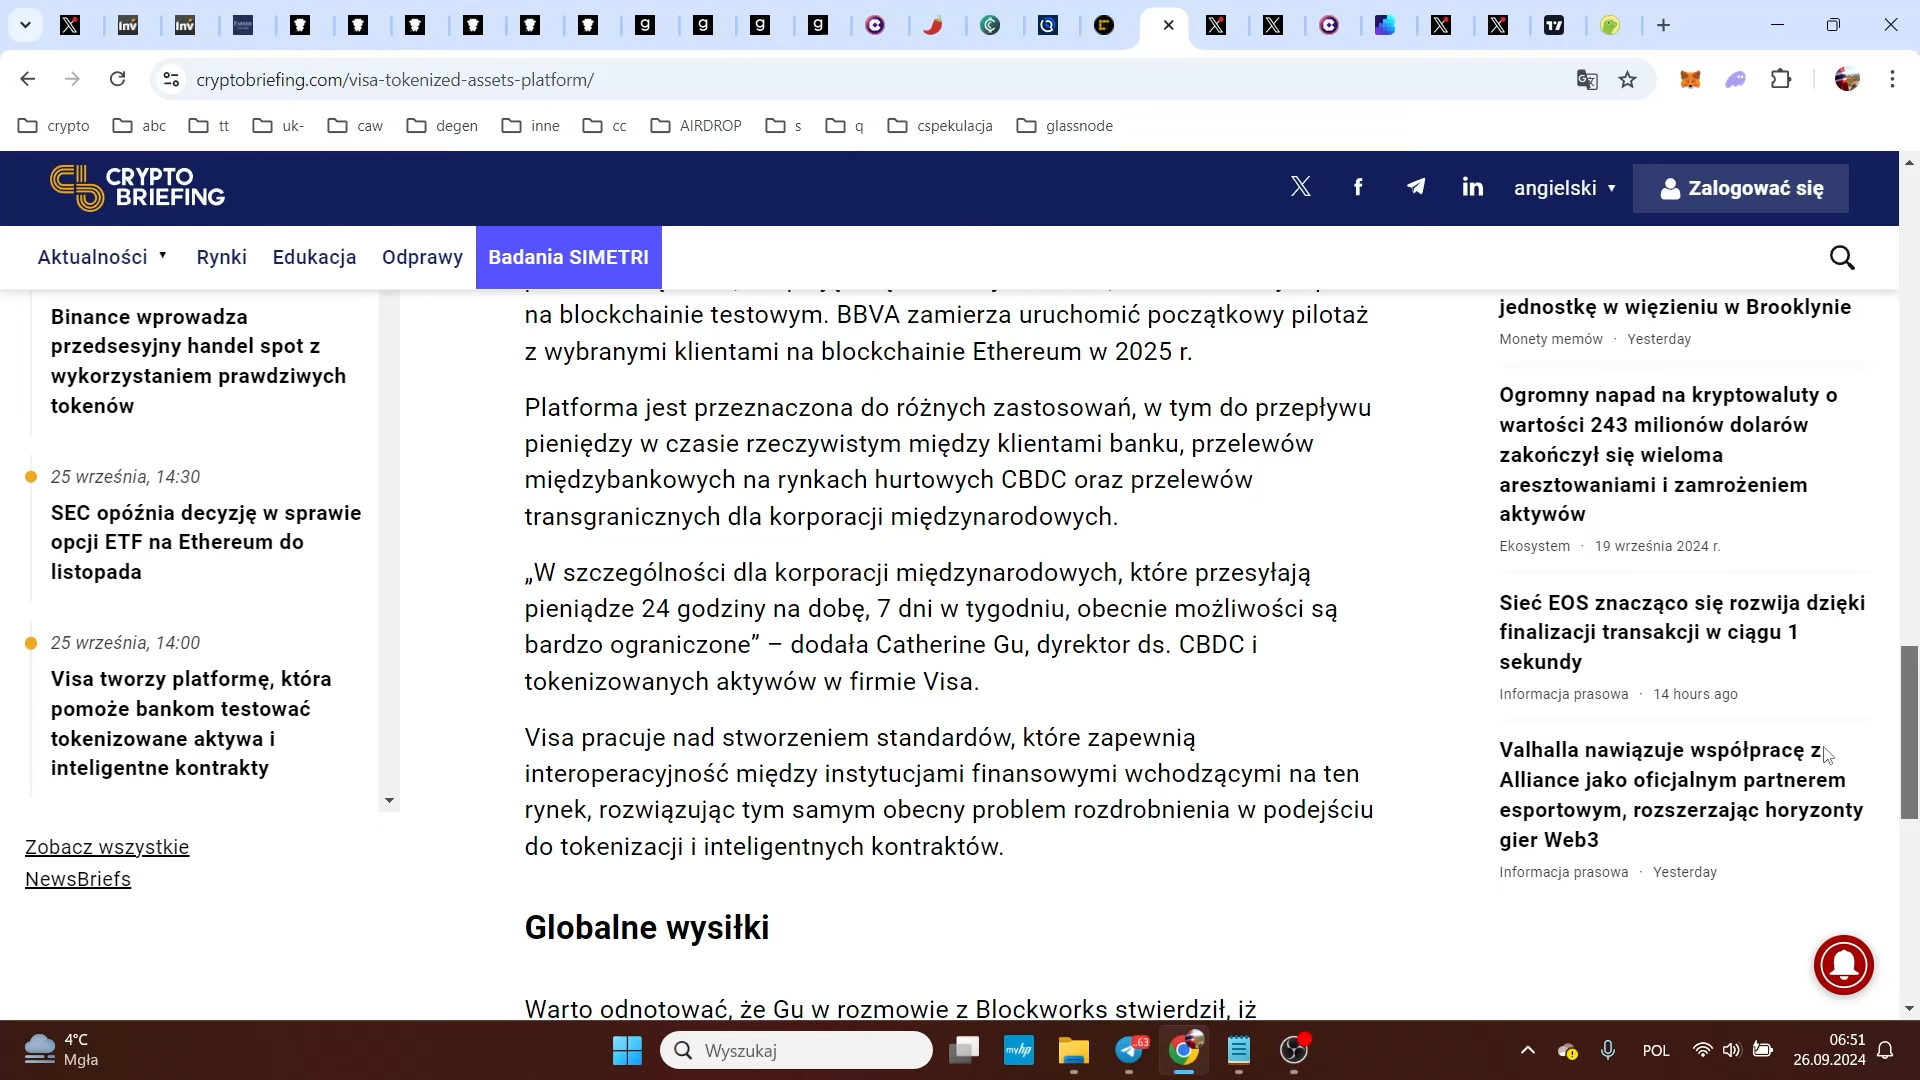 cryptobriefing.com/visa-tokenized-assets-platform/
crypto
abc
tt
uk-
caw
degen
inne
cc
AIRDROP
s
q
cspekulacja
glassnode
CRYPTO
BRIEFING
angielski
Zalogować się
Aktualności
Rynki
Edukacja
Odprawy
Badania SIMETRI
Binance wprowadza
przedsesyjny handel spot z
wykorzystaniem prawdziwych
tokenów
25 września, 14:30
SEC opóźnia decyzję w sprawie
opcji ETF na Ethereum do
listopada
25 września, 14:00
Visa tworzy platformę, która
pomoże bankom testować
tokenizowane aktywa i
inteligentne kontrakty
Zobacz wszystkie
NewsBriefs
na blockchainie testowym. BBVA zamierza uruchomić początkowy pilotaż
z wybranymi klientami na blockchainie Ethereum w 2025 r.
Platforma jest przeznaczona do różnych zastosowań, w tym do przepływu
pieniędzy w czasie rzeczywistym między klientami banku, przelewów
międzybankowych na rynkach hurtowych CBDC oraz przelewów
transgranicznych dla korporacji międzynarodowych.
„W szczególności dla korporacji międzynarodowych, które przesyłają
pieniądze 24 godziny na dobę, 7 dni w tygodniu, obecnie możliwości są
bardzo ograniczone” – dodała Catherine Gu, dyrektor ds. CBDC i
tokenizowanych aktywów w firmie Visa.
Visa pracuje nad stworzeniem standardów, które zapewnią
interoperacyjność między instytucjami finansowymi wchodzącymi na ten
rynek, rozwiązując tym samym obecny problem rozdrobnienia w podejściu
do tokenizacji i inteligentnych kontraktów.
Globalne wysiłki
Warto odnotować, że Gu w rozmowie z Blockworks stwierdził, iż
jednostkę w więzieniu w Brooklynie
Monety memów · Yesterday
Ogromny napad na kryptowaluty o
wartości 243 milionów dolarów
zakończył się wieloma
aresztowaniami i zamrożeniem
aktywów
Ekosystem · 19 września 2024 r.
Sieć EOS znacząco się rozwija dzięki
finalizacji transakcji w ciągu 1
sekundy
Informacja prasowa · 14 hours ago
Valhalla nawiązuje współpracę z
Alliance jako oficjalnym partnerem
esportowym, rozszerzając horyzonty
gier Web3
Informacja prasowa · Yesterday
4°C
Mgła
Wyszukaj
myhp
63
POL
06:51
26.09.2024